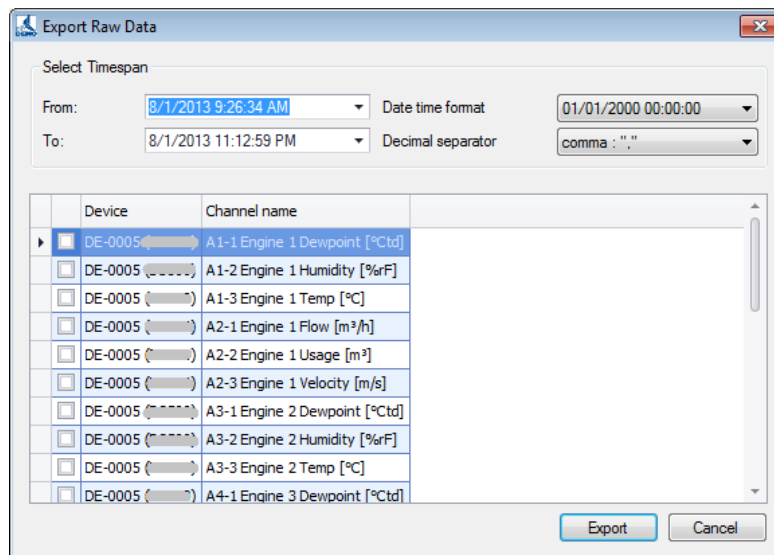 Export Raw Data
Select Timespan
From: 8/1/2013 9:26:34 AM Date time format 01/01/2000 00:00:00
To: 8/1/2013 11:12:59 PM Decimal separator comma : ","
Device Channel name
DE-0005 ( A1-1 Engine 1 Dewpoint [°Ctd]
DE-0005 ( ) A1-2 Engine 1 Humidity [%rF]
DE-0005 ( ) A1-3 Engine 1 Temp [°C]
DE-0005 ( ) A2-1 Engine 1 Flow [m³/h]
DE-0005 ( ) A2-2 Engine 1 Usage [m³]
DE-0005 ( ) A2-3 Engine 1 Velocity [m/s]
DE-0005 ( ) A3-1 Engine 2 Dewpoint [°Ctd]
DE-0005 ( ) A3-2 Engine 2 Humidity [%rF]
DE-0005 ( ) A3-3 Engine 2 Temp [°C]
DE-0005 ( ) A4-1 Engine 3 Dewpoint [°Ctd]
Export Cancel